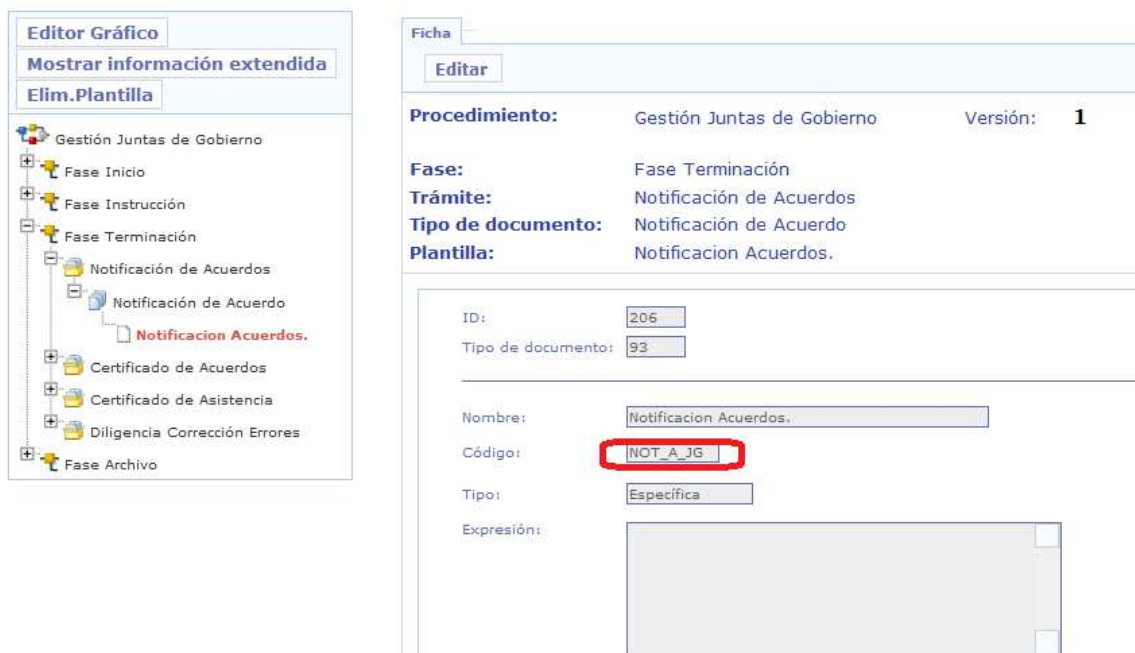 Editor Gráfico
Mostrar información extendida
Elim.Plantilla
Gestión Juntas de Gobierno
Fase Inicio
Fase Instrucción
Fase Terminación
Notificación de Acuerdos
Notificación de Acuerdo
Notificacion Acuerdos.
Certificado de Acuerdos
Certificado de Asistencia
Diligencia Corrección Errores
Fase Archivo
Ficha
Editar
Procedimiento: Gestión Juntas de Gobierno Versión: 1
Fase: Fase Terminación
Trámite: Notificación de Acuerdos
Tipo de documento: Notificación de Acuerdo
Plantilla: Notificacion Acuerdos.
ID: 206
Tipo de documento: 93
Nombre: Notificacion Acuerdos.
Código: NOT_A_JG
Tipo: Específica
Expresión: